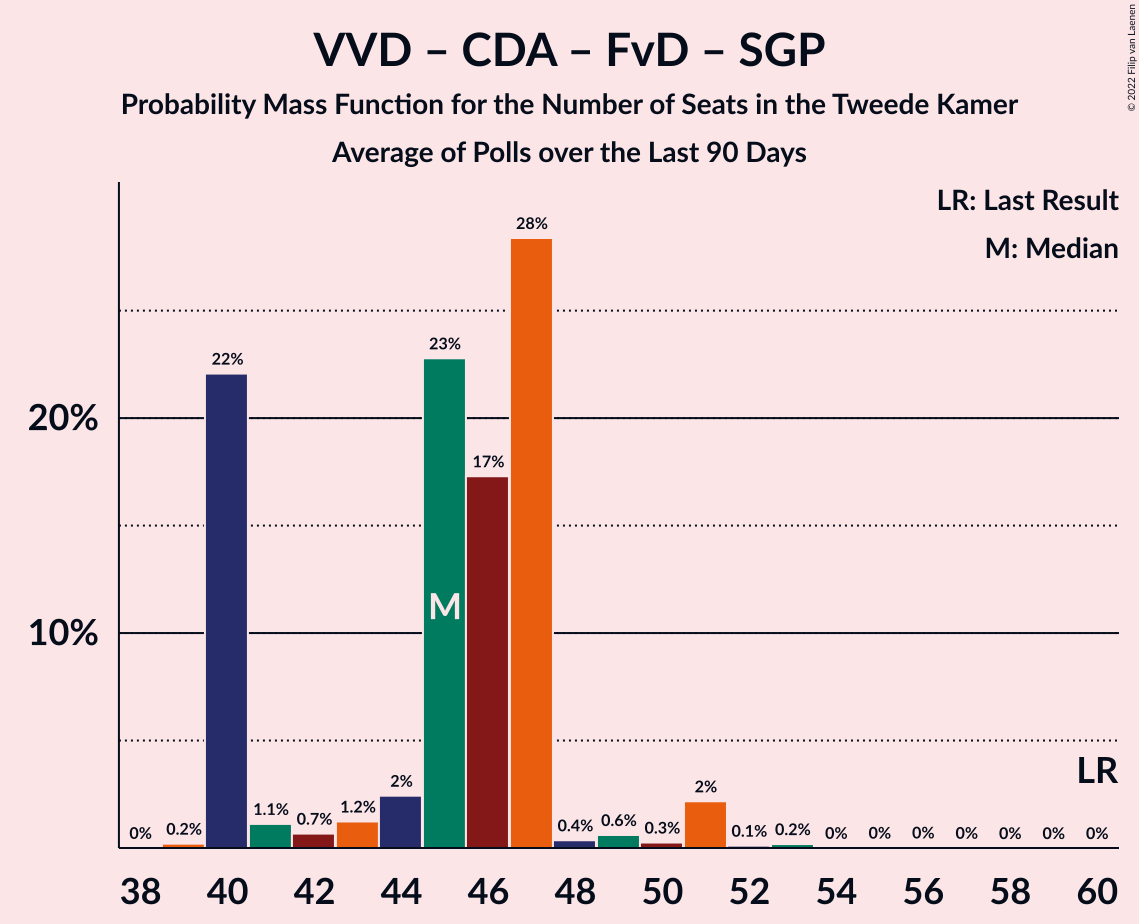 VVD – CDA – FvD – SGP
Probability Mass Function for the Number of Seats in the Tweede Kamer
Average of Polls over the Last 90 Days
© 2022 Filip van Laenen
LR: Last Result
M: Median
28%
23%
22%
20%
17%
M
10%
LR
2%
2%
0% 0.2% 1.1% 0.7% 1.2% 0.4% 0.6% 0.3% 0.1% 0.2% 0% 0% 0% 0% 0% 0% 0%
38 40 42 44 46 48 50 52 54 56 58 60